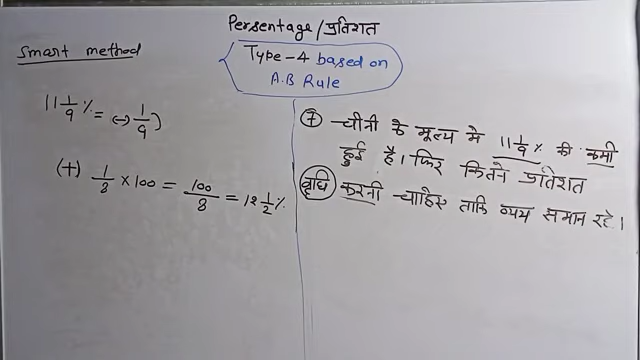 Persentage/प्रतिशत
Smart method
Type-4 based on
A.B Rule
11 1/9 % = (-) 1/9)
(+) 1/8 × 100 = 100/8 = 12 1/2 %
7 चीनी के मूल्य मे 11 1/9 % की कमी
हुई है। फिर कितने प्रतिशत
वृधि करनी चाहिए ताकि व्यय समान रहे।